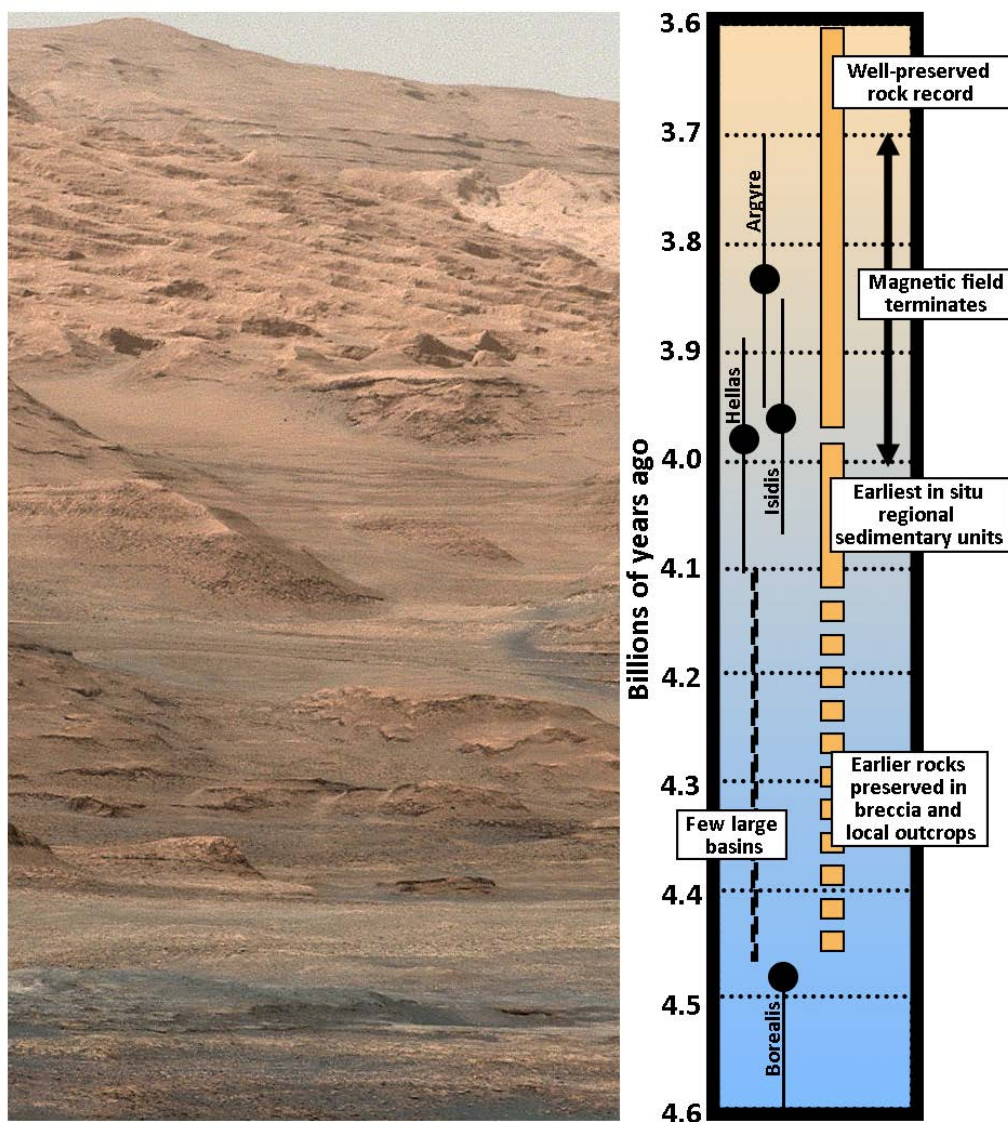 3.6
Well-preserved
rock record
3.7
Argyre
3.8
Magnetic field
terminates
3.9
Hellas
Isidis
4.0
Earliest in situ
regional
sedimentary units
4.1
Billions of years ago
4.2
4.3
Earlier rocks
preserved in
breccia and
local outcrops
Few large
basins
4.4
4.5
Borealis
4.6